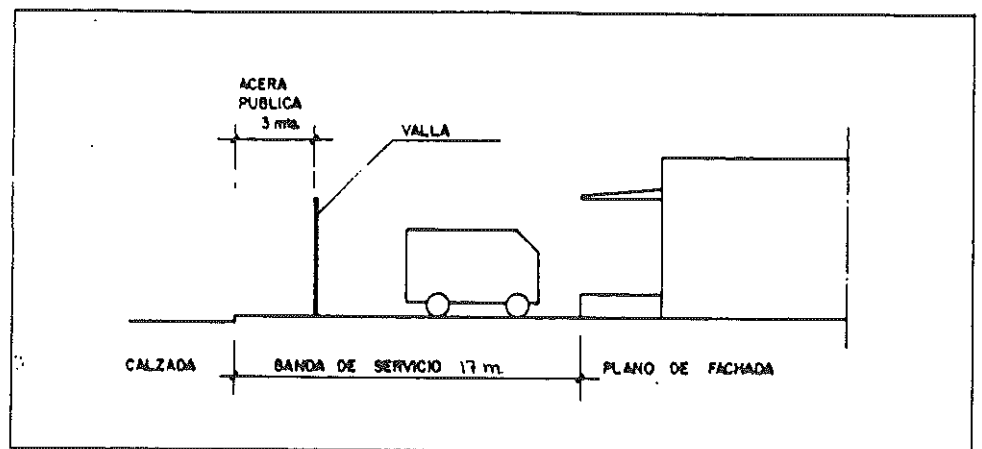 ACERA
PUBLICA
3 mts.
VALLA
CALZADA
BANDA DE SERVICIO 17 m.
PLANO DE FACHADA